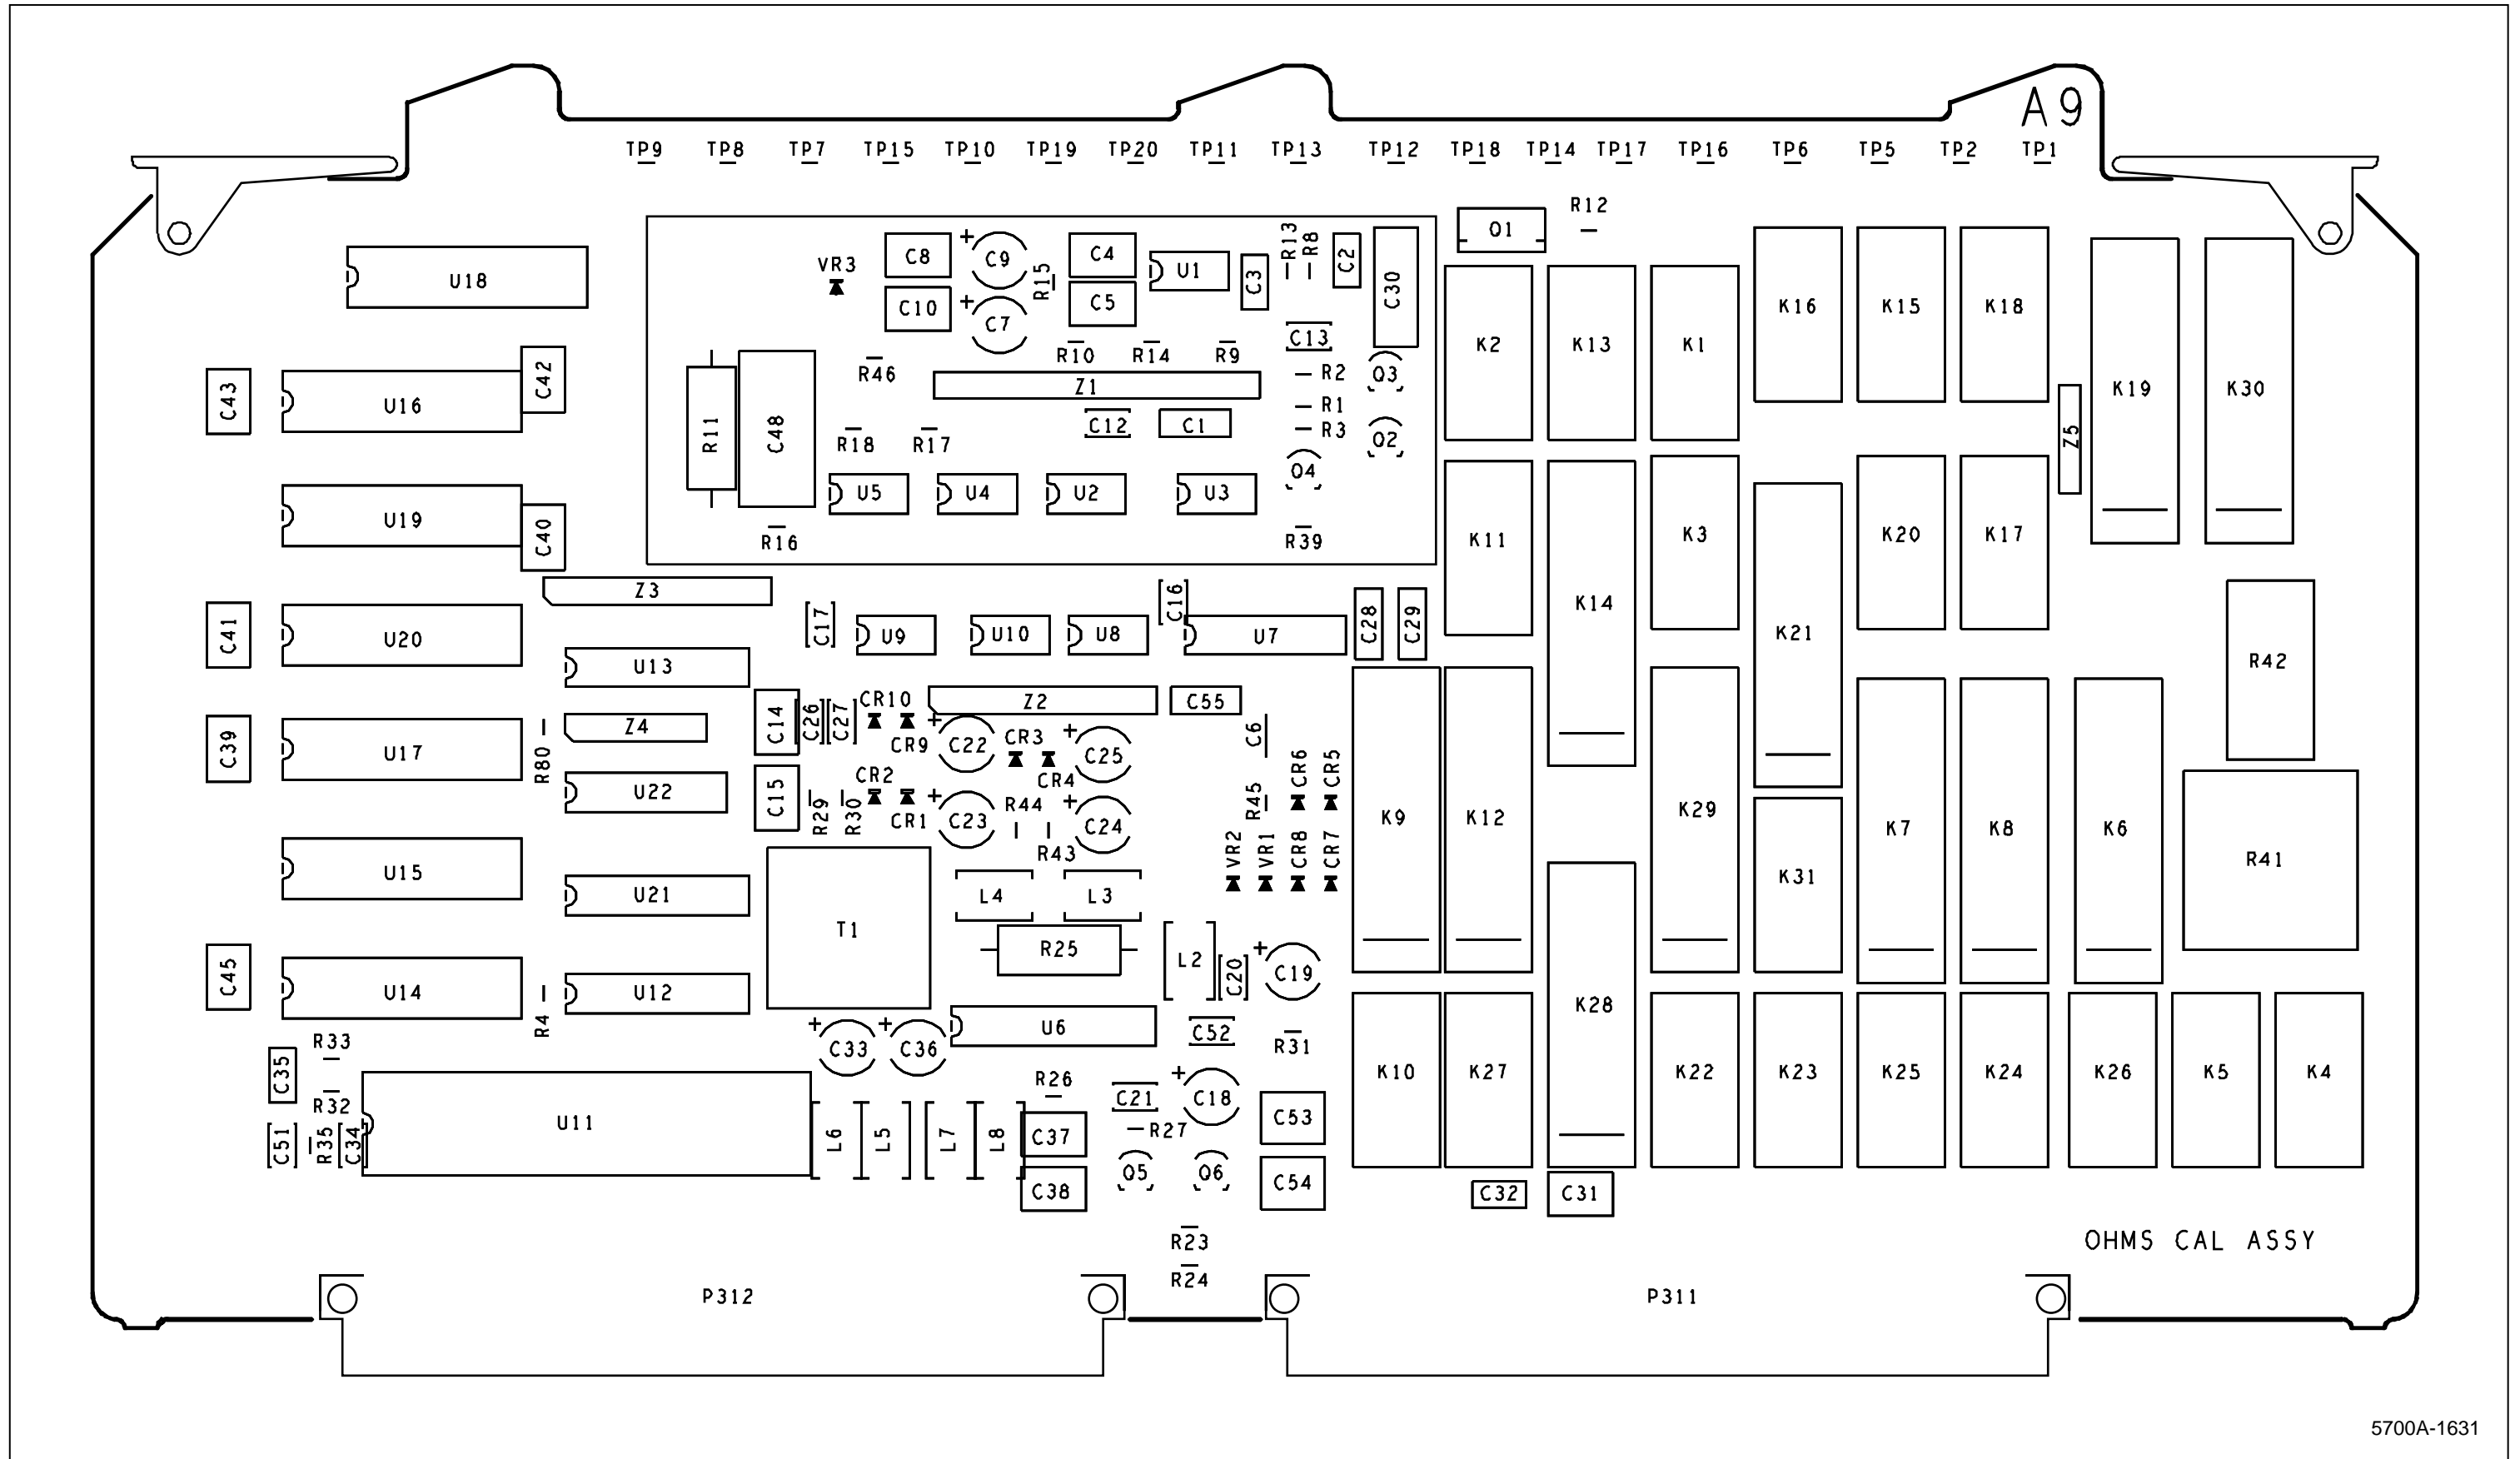 A9
TP9 TP8 TP7 TP15 TP10 TP19 TP20 TP11 TP13 TP12 TP18 TP14 TP17 TP16 TP6 TP5 TP2 TP1
R12
Q1
U18
VR3
C8
C9
R15
C4
U1
C3
R13
R8
C2
C30
C10
C7
C5
C13
K2
K13
K1
K16
K15
K18
K19
K30
R10
R14
R9
R46
R2
Q3
Z1
C43
U16
C42
R11
C48
R1
C12
C1
R3
Q2
R18
R17
Z5
Q4
U5
U4
U2
U3
U19
C40
R16
R39
K11
K3
K20
K17
Z3
C17
C16
C28
C29
K14
K21
C41
U20
U9
U10
U8
U7
R42
U13
C14
C26
C27
CR10
Z2
C55
C39
U17
R80
Z4
CR9
C22
CR3
C25
C6
CR6
CR5
CR4
CR2
U22
C15
R29
R30
CR1
C23
R44
C24
R45
R43
VR2
VR1
CR8
CR7
K9
K12
K29
K31
K7
K8
K6
R41
U15
U21
T1
L4
L3
R25
L2
C20
C19
C45
U14
R4
U12
U6
C52
R31
K28
C33
C36
R33
C35
R32
R26
C21
C18
C53
K10
K27
K22
K23
K25
K24
K26
K5
K4
C51
R35
C34
U11
L6
L5
L7
L8
C37
R27
C38
Q5
Q6
C54
C32
C31
R23
OHMS CAL ASSY
R24
P312
P311
5700A-1631